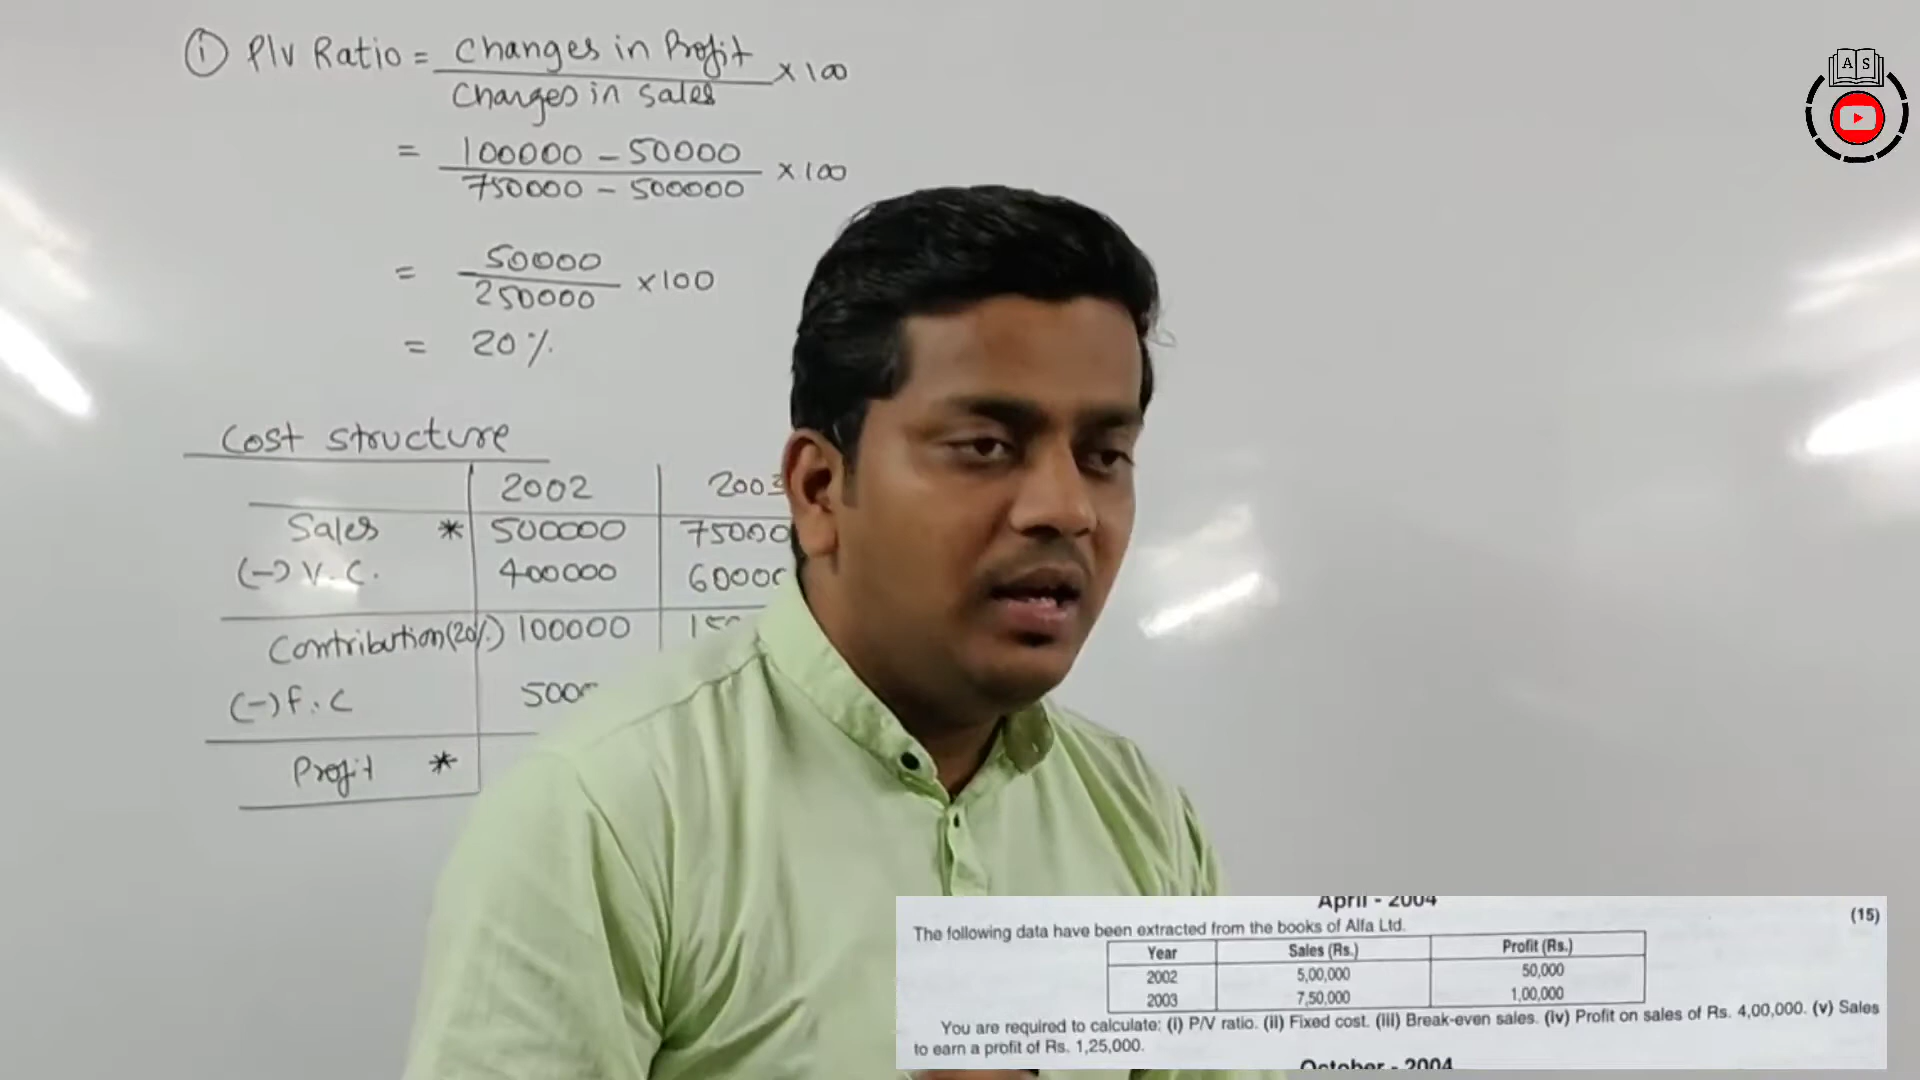 ① P/V Ratio = Changes in Profit / Changes in sales × 100
= 100000 - 50000 / 750000 - 500000 × 100
= 50000 / 250000 × 100
= 20%
Cost structure
2002 2003
Sales * 500000 75000
(-) V.C. 400000 6000
Contribution (20%) 100000
(-) F.C 500
Profit *
A S
April - 2004
(15)
The following data have been extracted from the books of Alfa Ltd.
Year Sales (Rs.) Profit (Rs.)
2002 5,00,000 50,000
2003 7,50,000 1,00,000
You are required to calculate: (i) P/V ratio. (ii) Fixed cost. (iii) Break-even sales. (iv) Profit on sales of Rs. 4,00,000. (v) Sales
to earn a profit of Rs. 1,25,000.
October - 2004